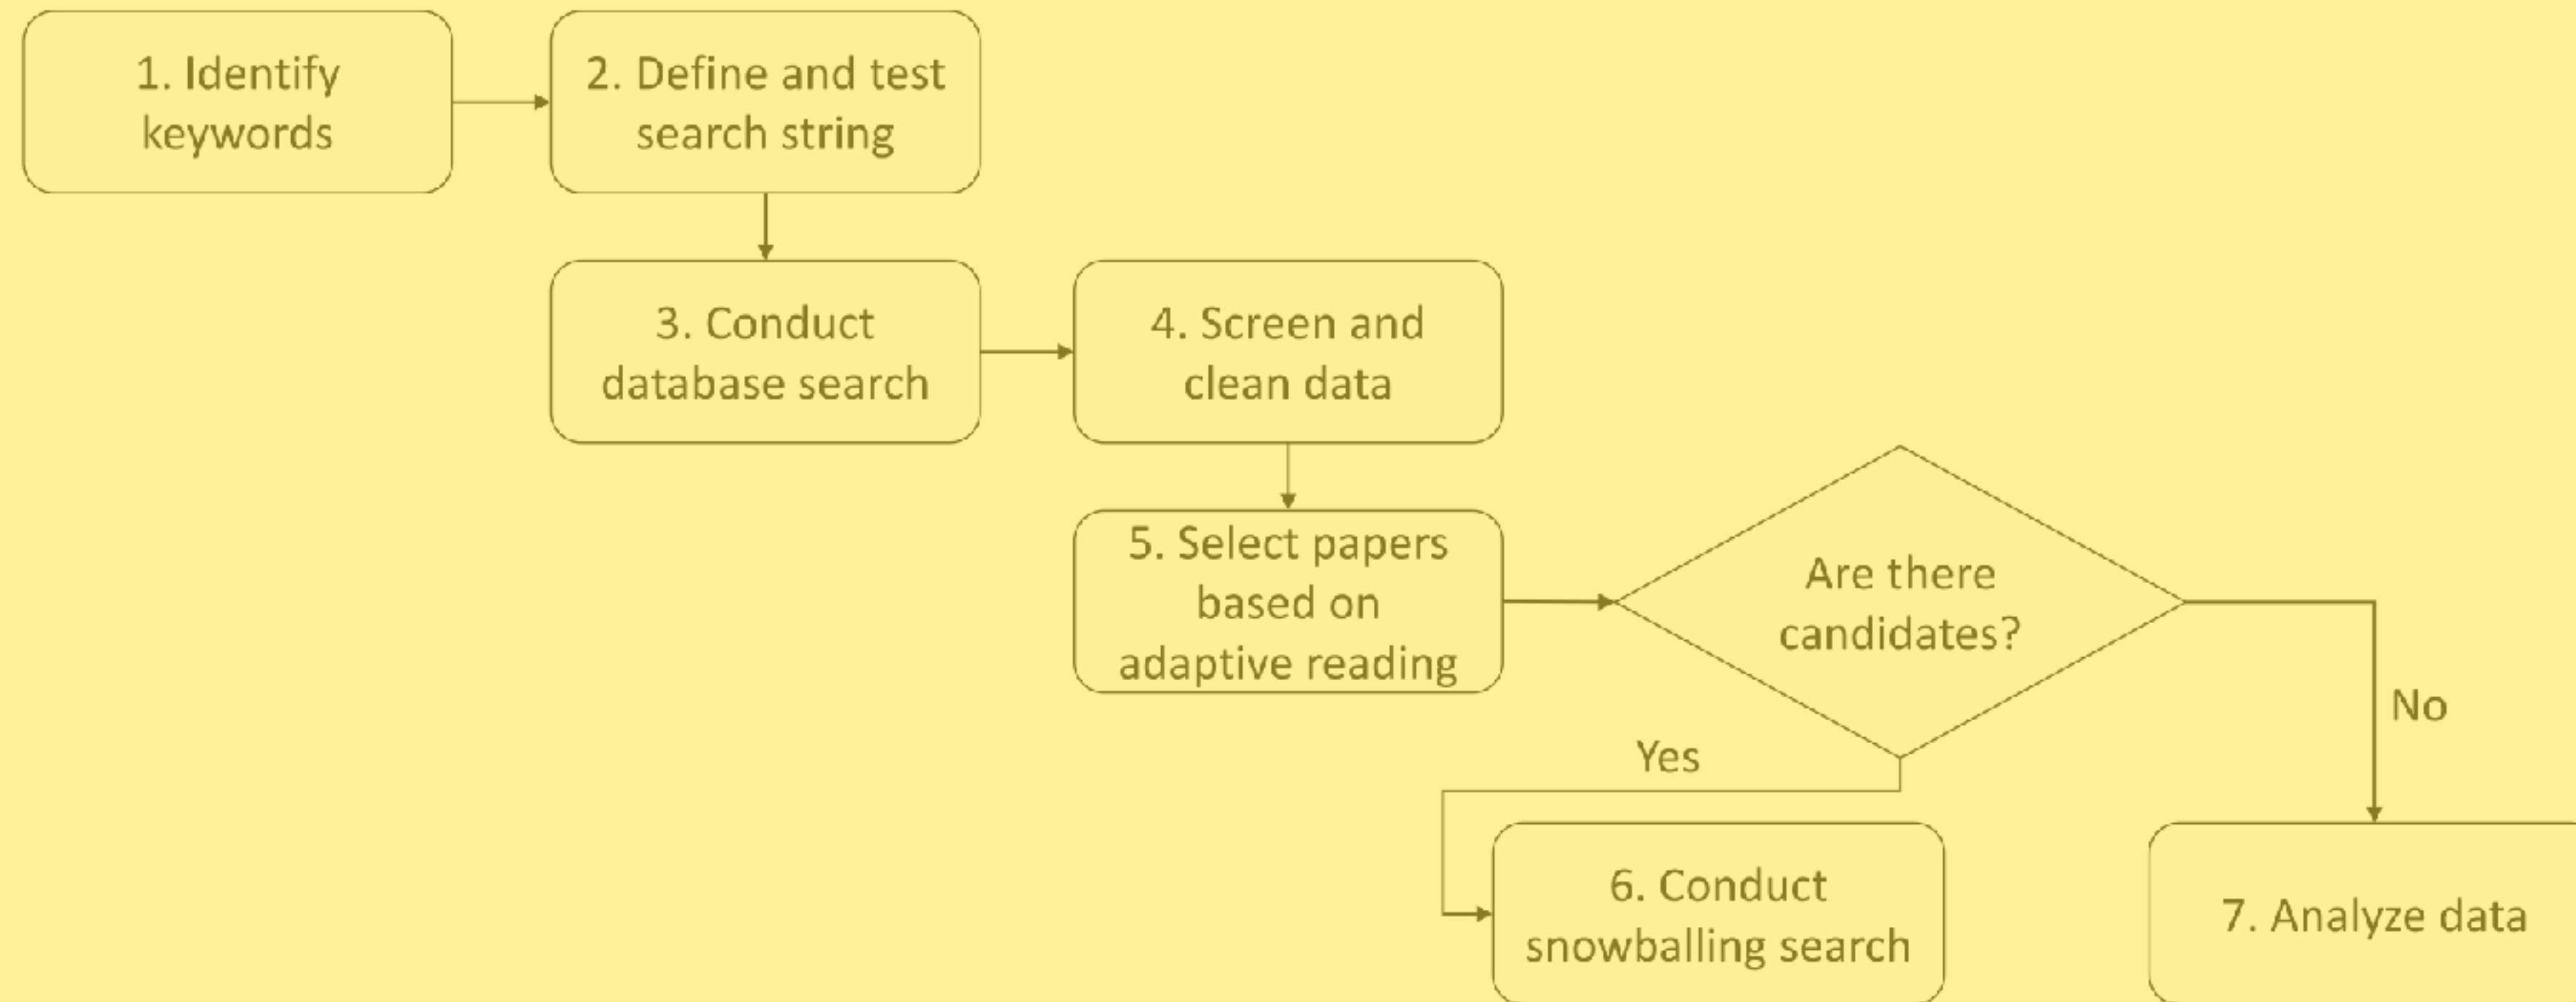 1. Identify
keywords
2. Define and test
search string
3. Conduct
database search
4. Screen and
clean data
5. Select papers
based on
adaptive reading
Are there
candidates?
Yes
No
6. Conduct
snowballing search
7. Analyze data